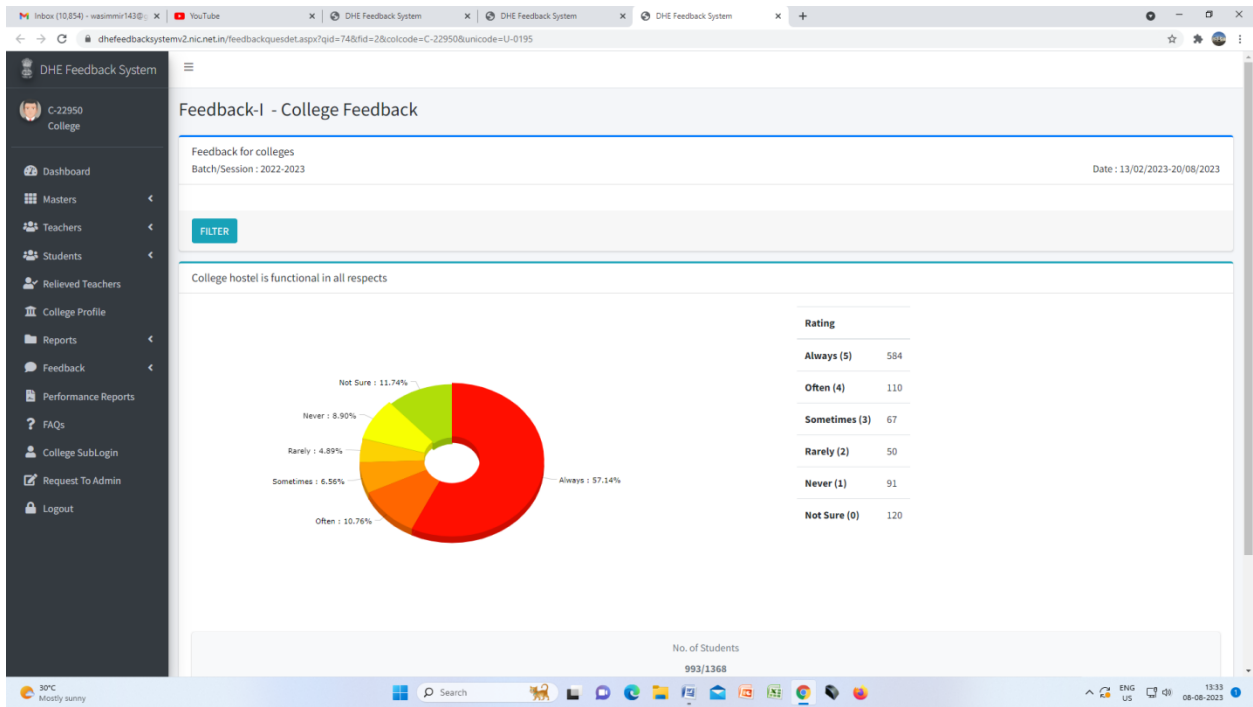 Inbox (10,854) - wasimmir143@g
YouTube
DHE Feedback System
DHE Feedback System
DHE Feedback System
dhefeedbacksystemv2.nic.net.in/feedbackquesdet.aspx?qid=74&fid=2&colcode=C-22950&unicode=U-0195
DHE Feedback System
C-22950
College
Dashboard
Masters
Teachers
Students
Relieved Teachers
College Profile
Reports
Feedback
Performance Reports
FAQs
College SubLogin
Request To Admin
Logout
Feedback-I - College Feedback
Feedback for colleges
Batch/Session : 2022-2023
Date : 13/02/2023-20/08/2023
FILTER
College hostel is functional in all respects
Not Sure : 11.74%
Never : 8.90%
Rarely : 4.89%
Sometimes : 6.56%
Often : 10.76%
Always : 57.14%
Rating
Always (5) 584
Often (4) 110
Sometimes (3) 67
Rarely (2) 50
Never (1) 91
Not Sure (0) 120
No. of Students
993/1368
30°C
Mostly sunny
Search
ENG
US
13:33
08-08-2023
1